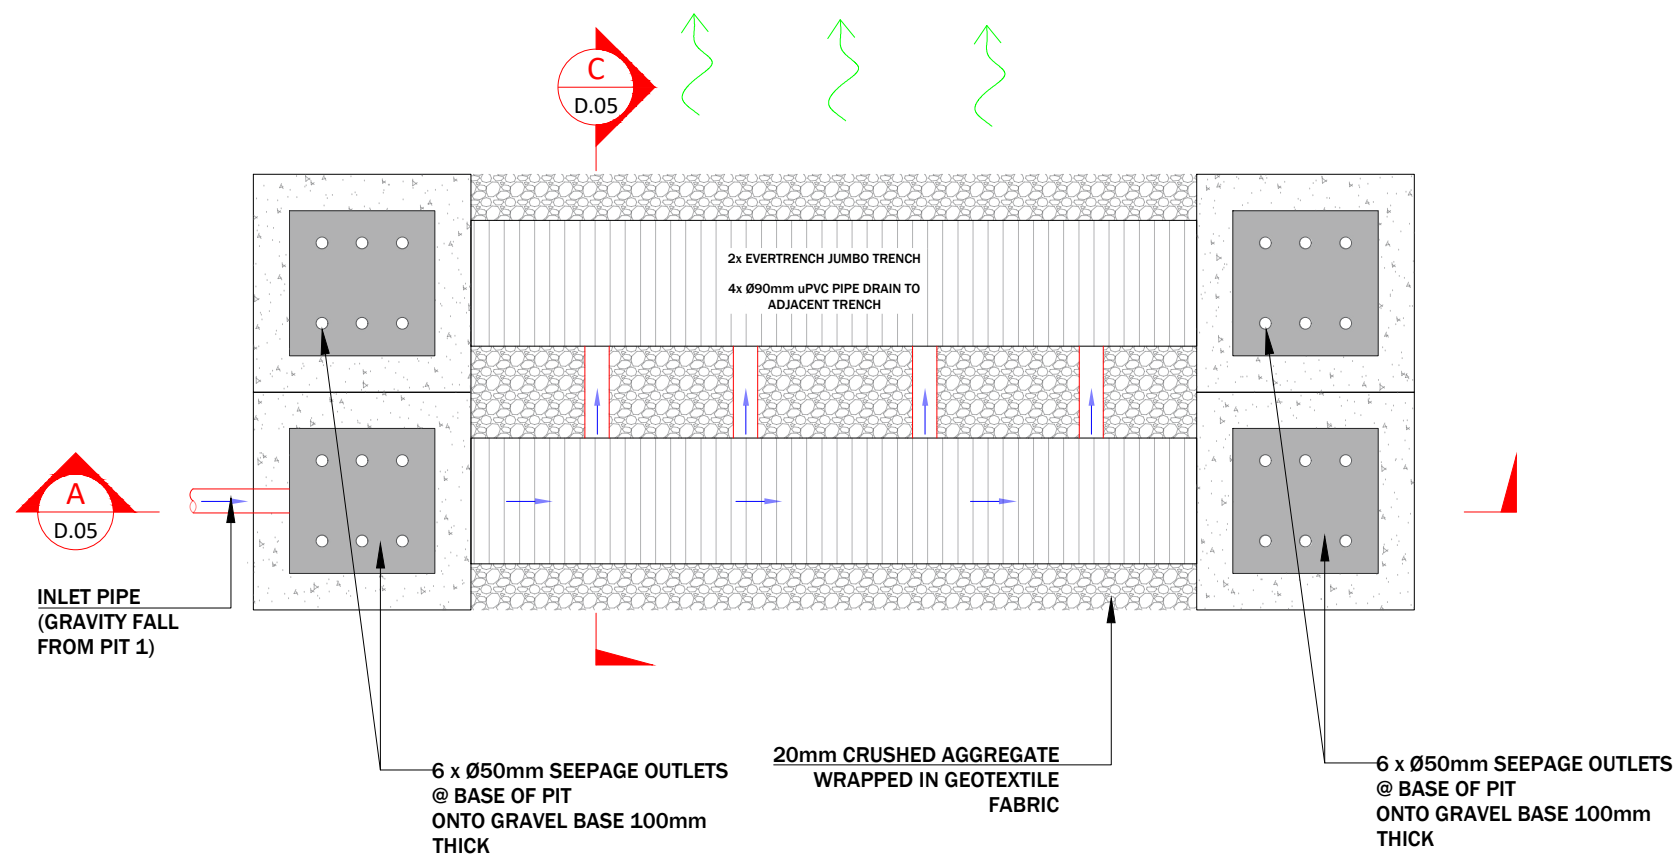 C
D.05
2x EVERTRENCH JUMBO TRENCH
4x Ø90mm uPVC PIPE DRAIN TO
ADJACENT TRENCH
A
D.05
INLET PIPE
(GRAVITY FALL
FROM PIT 1)
6 x Ø50mm SEEPAGE OUTLETS
@ BASE OF PIT
ONTO GRAVEL BASE 100mm
THICK
20mm CRUSHED AGGREGATE
WRAPPED IN GEOTEXTILE
FABRIC
6 x Ø50mm SEEPAGE OUTLETS
@ BASE OF PIT
ONTO GRAVEL BASE 100mm
THICK